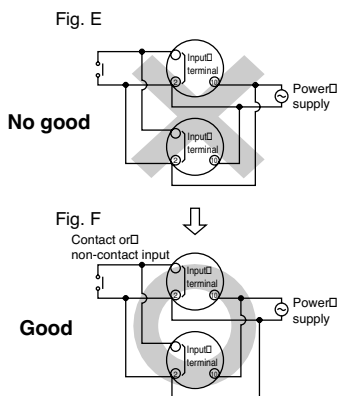 Fig. E
Input□
terminal
2
10
Power□
supply
No good
Input□
terminal
2
10
Fig. F
Contact or□
non-contact input
Input□
terminal
2
10
Power□
supply
Good
Input□
terminal
2
10